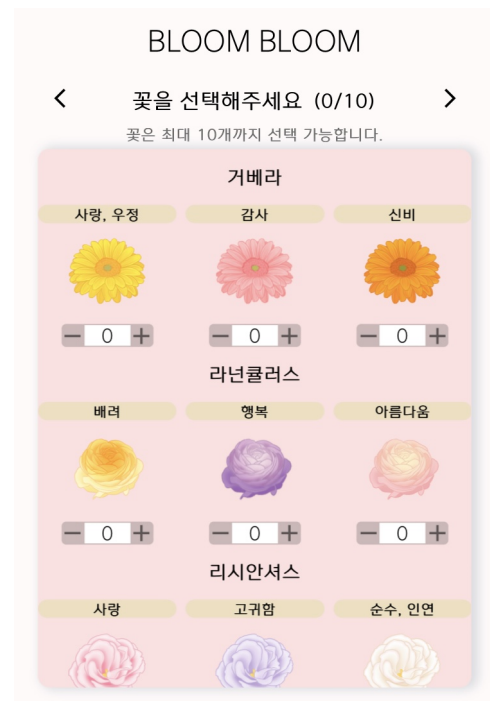 BLOOM BLOOM
꽃을 선택해주세요 (0/10)
꽃은 최대 10개까지 선택 가능합니다.
거베라
사랑, 우정 감사 신비
0 0 0
라넌큘러스
배려 행복 아름다움
0 0 0
리시안셔스
사랑 고귀함 순수, 인연